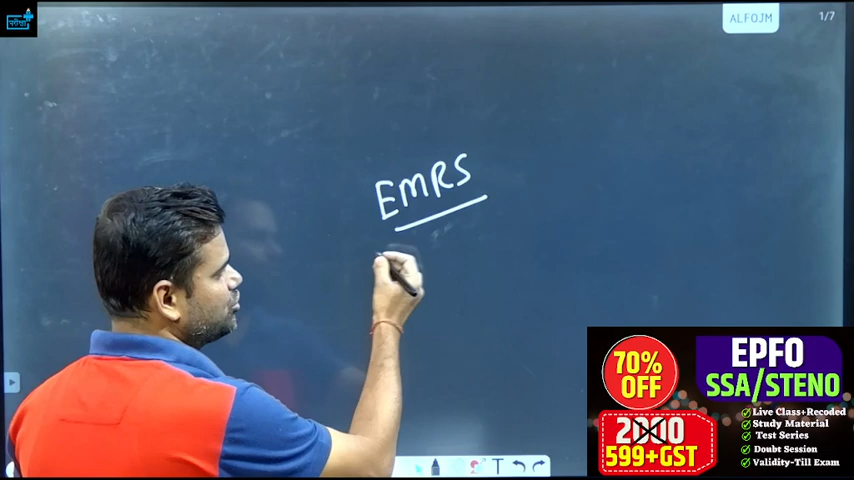 परीक्षा
ALFOJM
1/7
EMRS
70%
OFF
2000
599+GST
EPFO
SSA/STENO
Live Class+Recoded
Study Material
Test Series
Doubt Session
Validity-Till Exam
T